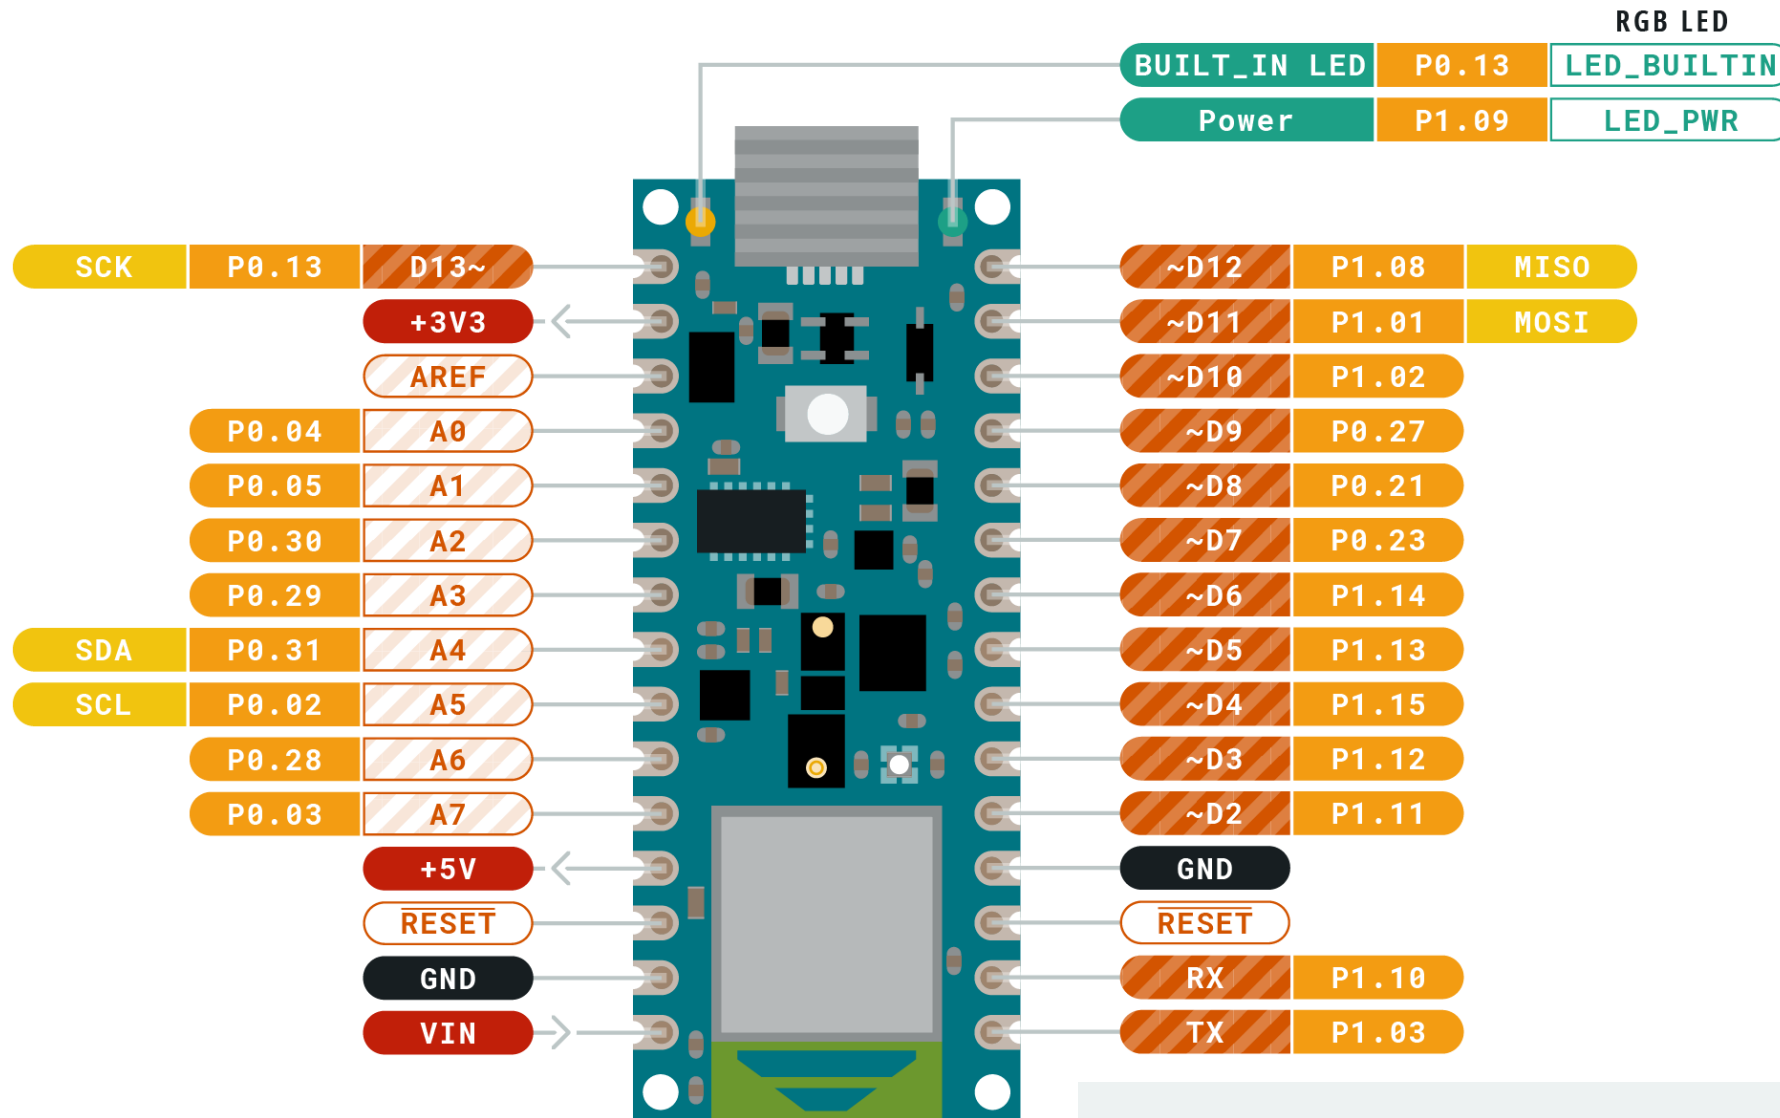 RGB LED
BUILT_IN LED P0.13 LED_BUILTIN
Power P1.09 LED_PWR
SCK P0.13 D13~ ~D12 P1.08 MISO
+3V3 ~D11 P1.01 MOSI
AREF ~D10 P1.02
P0.04 A0 ~D9 P0.27
P0.05 A1 ~D8 P0.21
P0.30 A2 ~D7 P0.23
P0.29 A3 ~D6 P1.14
SDA P0.31 A4 ~D5 P1.13
SCL P0.02 A5 ~D4 P1.15
P0.28 A6 ~D3 P1.12
P0.03 A7 ~D2 P1.11
+5V GND
RESET RESET
GND RX P1.10
VIN TX P1.03